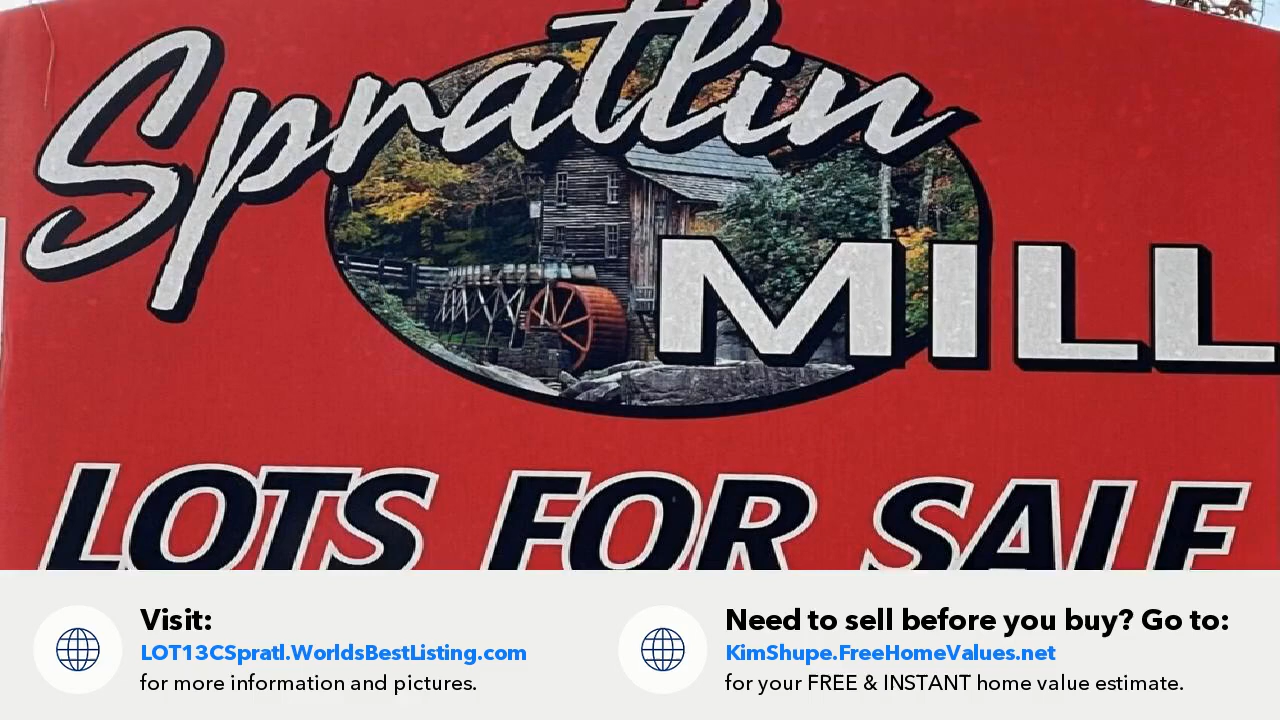 Spratlin
MILL
LOTS FOR SALE
Visit:
LOT13CSpratl.WorldsBestListing.com
for more information and pictures.
Need to sell before you buy? Go to:
KimShupe.FreeHomeValues.net
for your FREE & INSTANT home value estimate.